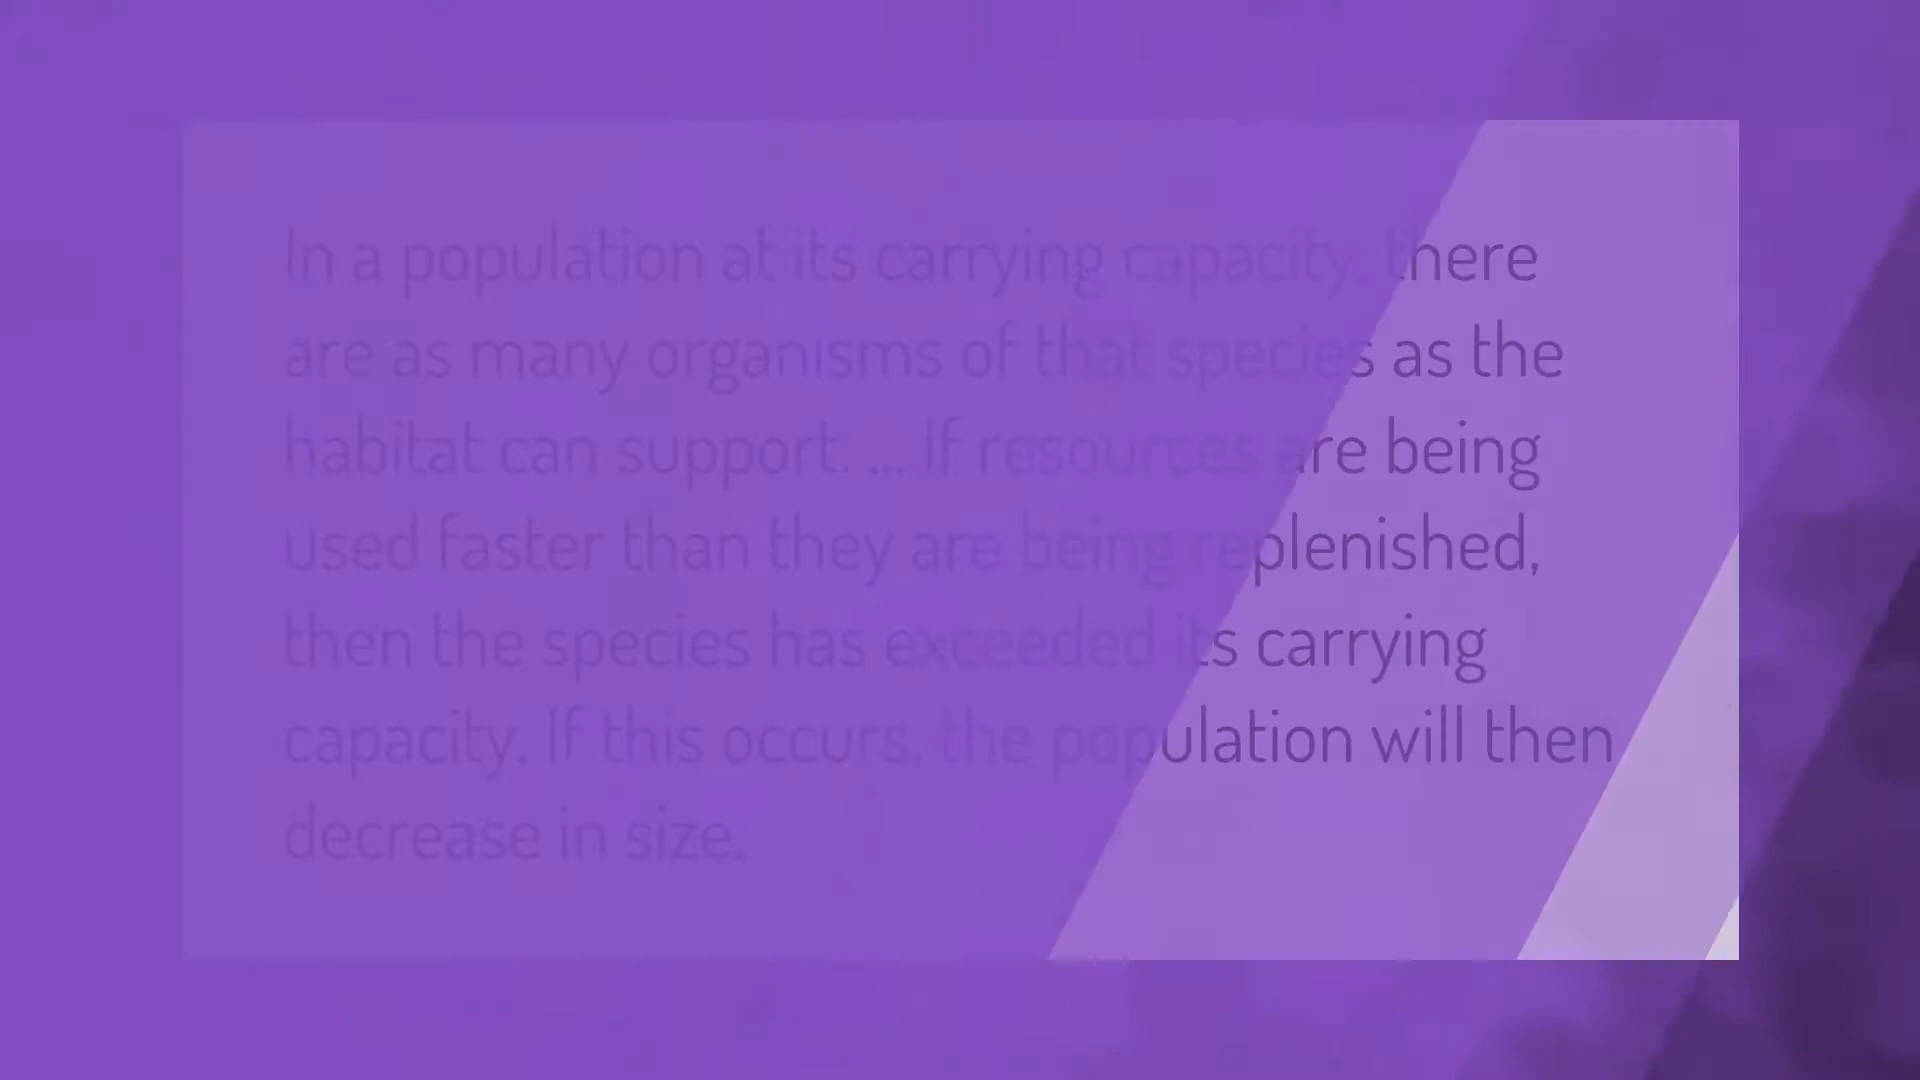 In a population at its carrying capacity, there
are as many organisms of that species as the
habitat can support. ... If resources are being
used faster than they are being replenished,
then the species has exceeded its carrying
capacity. If this occurs, the population will then
decrease in size.